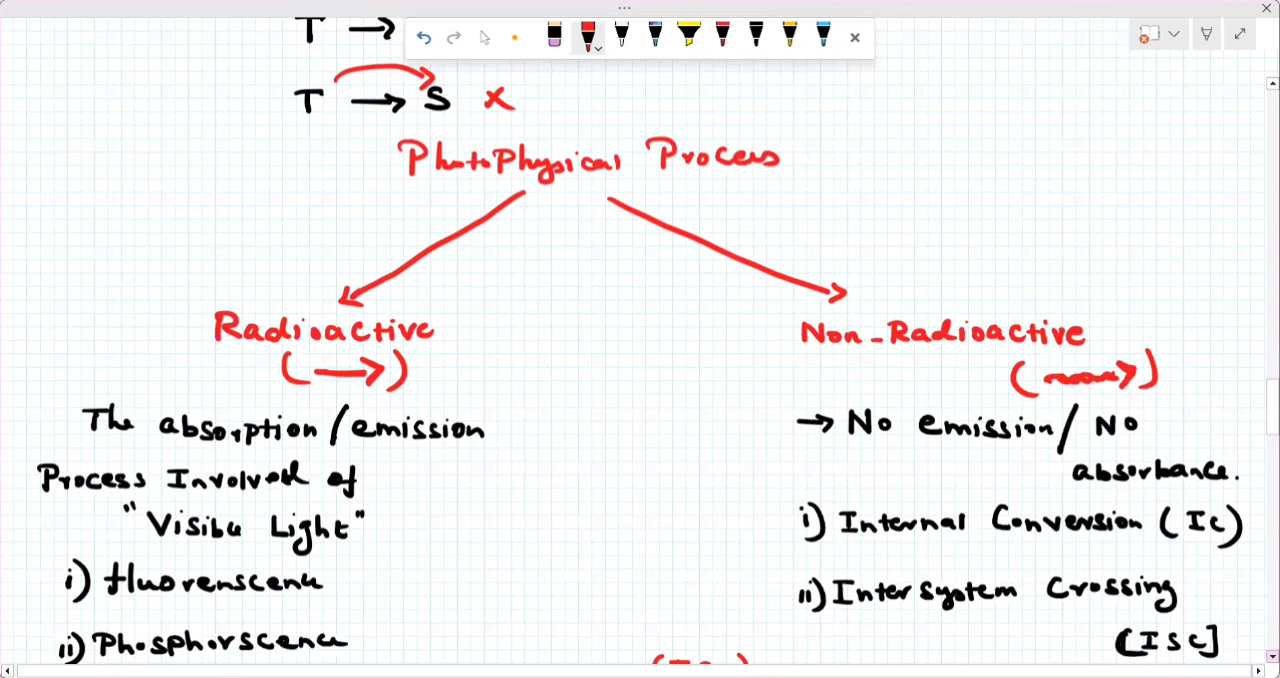 T →
T → S ×
PhotoPhysical Process
Radioactive
(→)
Non-Radioactive
(→)
The absorption/emission
Process Involved of
"Visible Light"
i) fluorenscence
ii) Phosphorscence
→ No emission/ No
absorbance.
i) Internal Conversion (Ic)
ii) Inter system Crossing
[ISC]